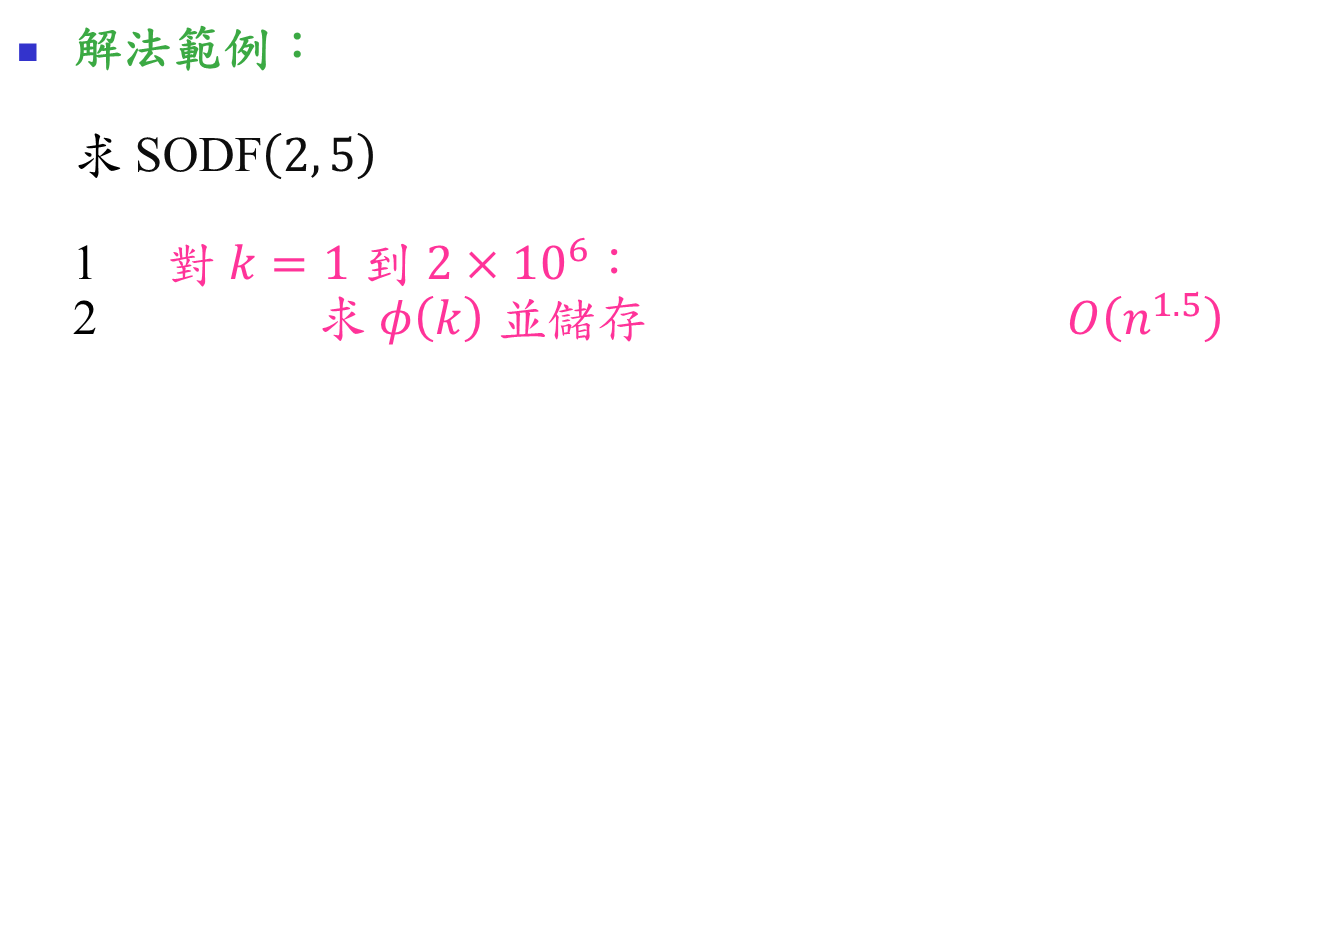 解法範例：
求 SODF(2, 5)
1 對 k = 1 到 2 × 10⁶：
2 求 ϕ(k) 並儲存 O(n¹·⁵)